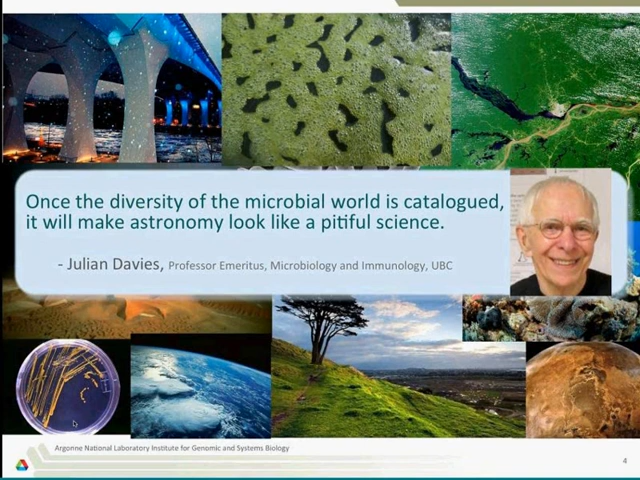 Once the diversity of the microbial world is catalogued,
it will make astronomy look like a pitiful science.
- Julian Davies, Professor Emeritus, Microbiology and Immunology, UBC
Argonne National Laboratory Institute for Genomic and Systems Biology
4